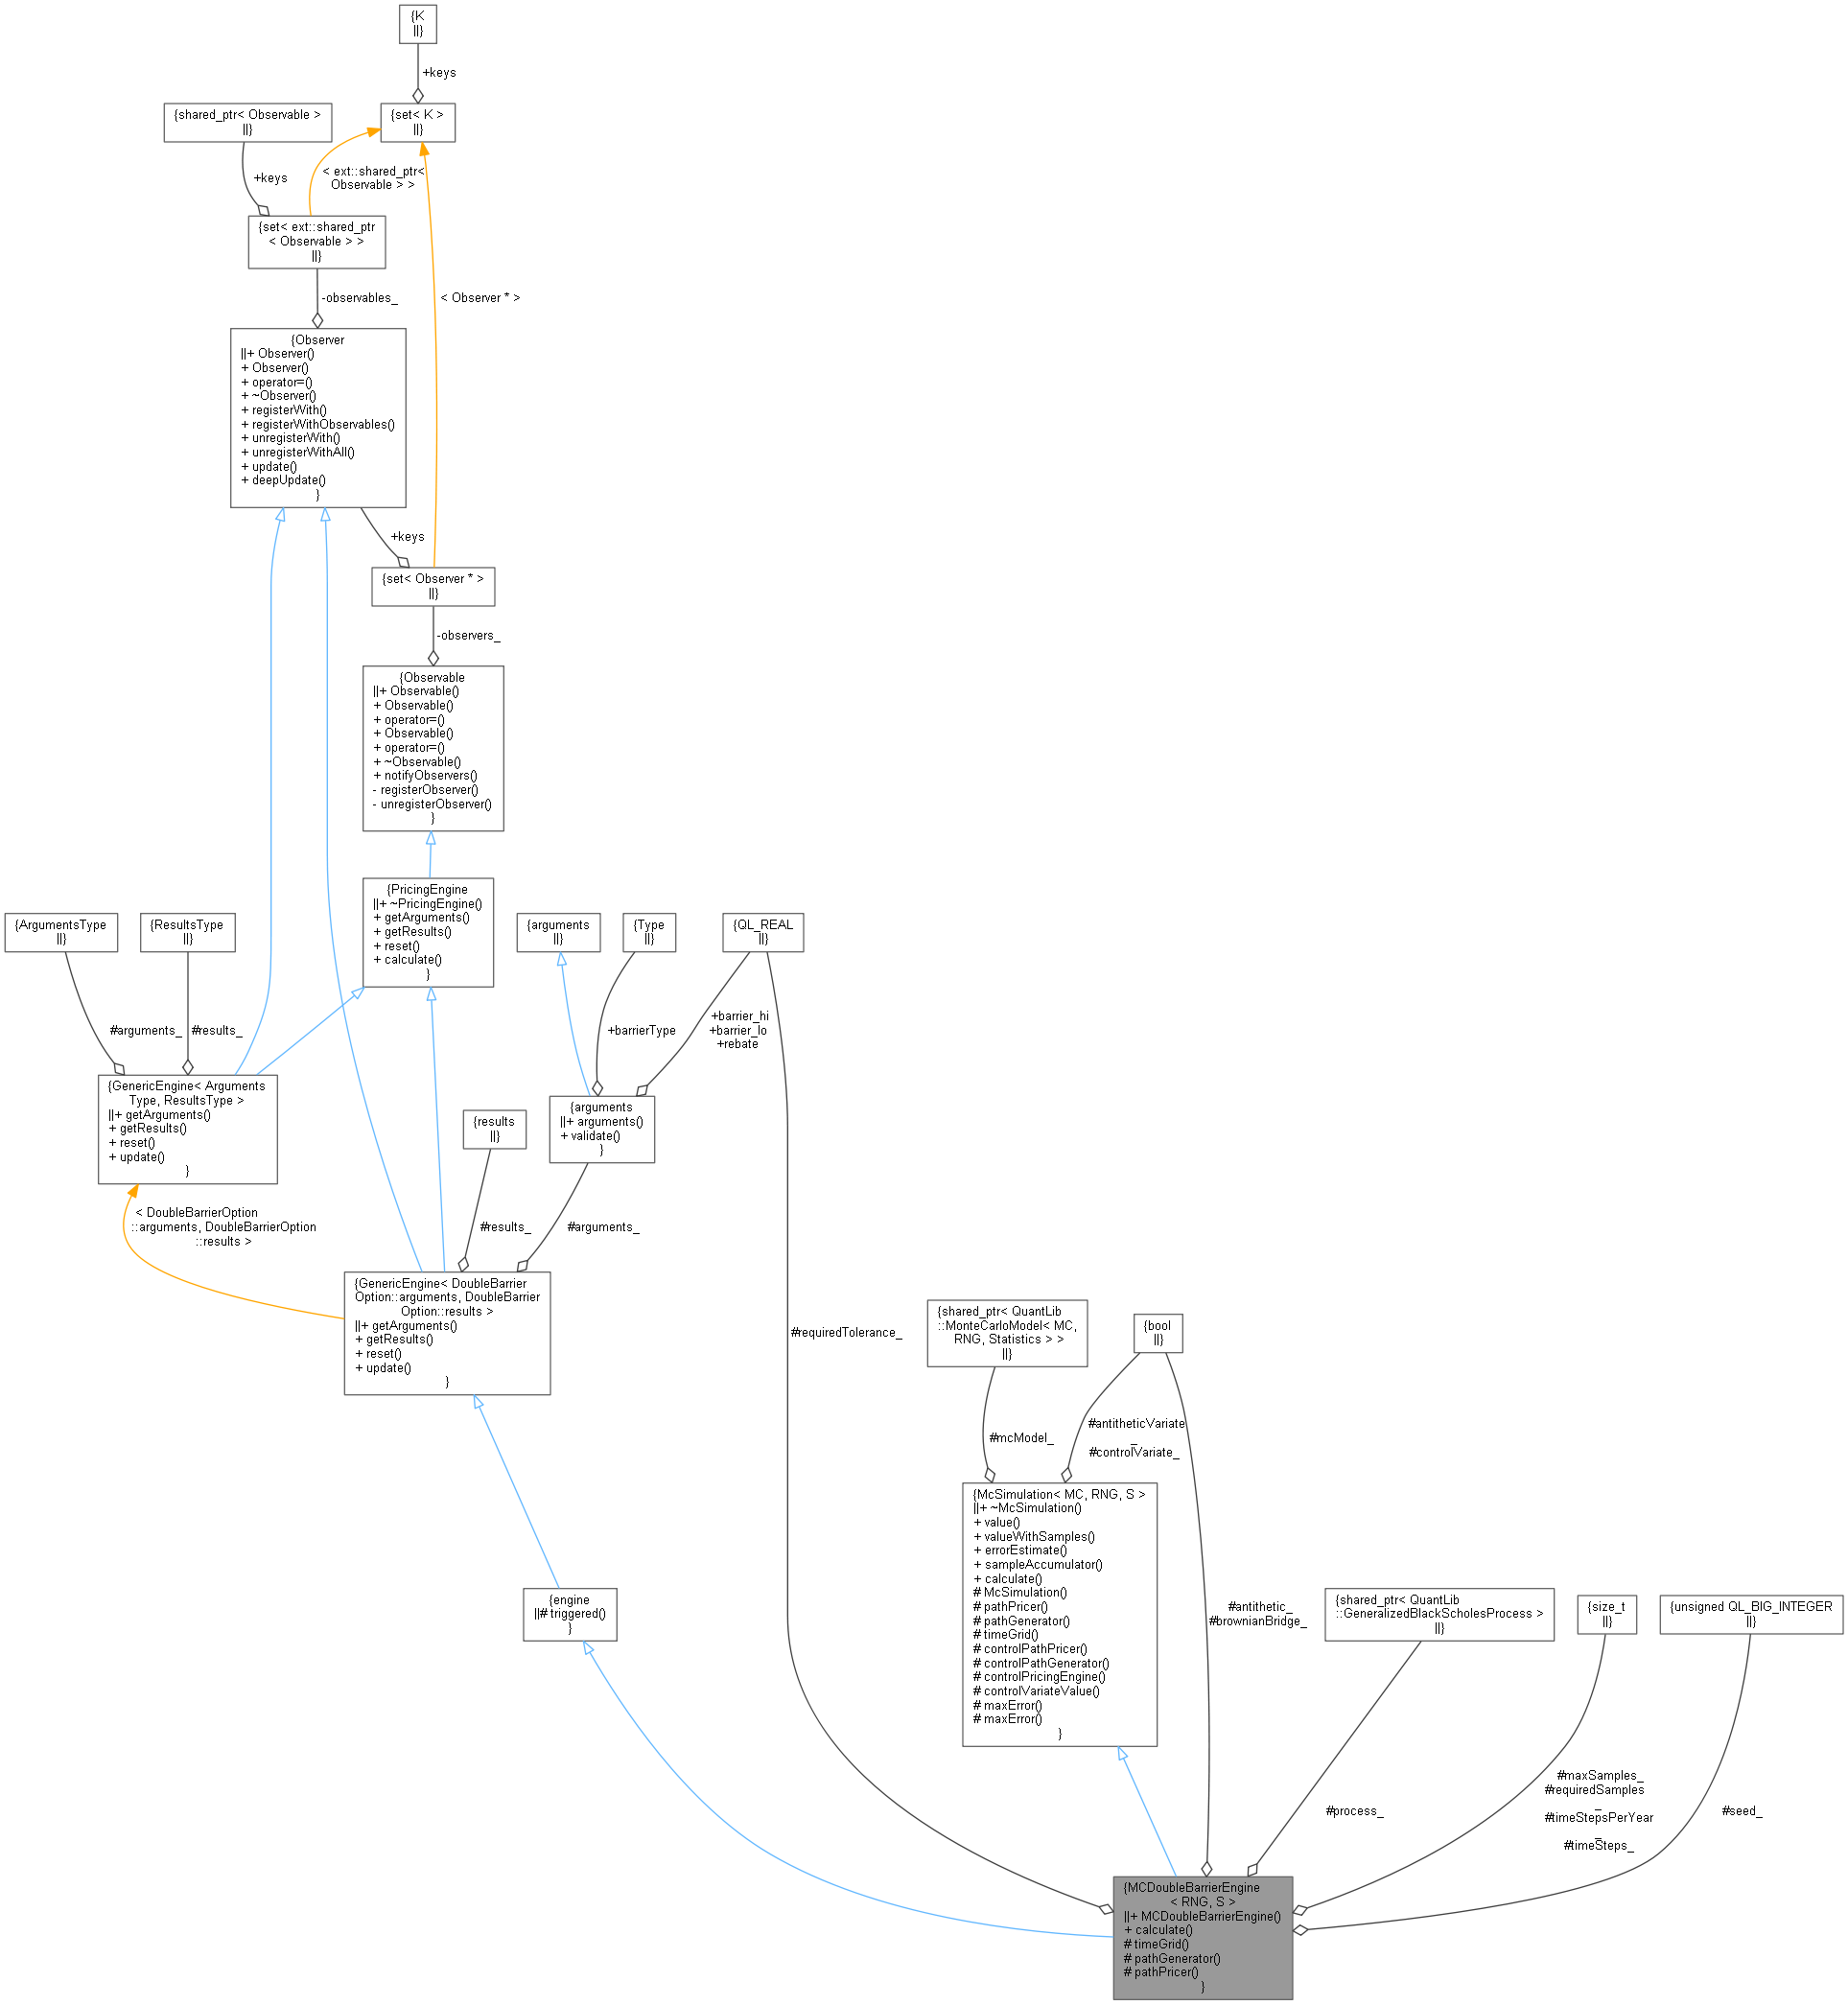 {K
||}
+keys
{shared_ptr< Observable >
||}
{set< K >
||}
+keys
< ext::shared_ptr<
Observable > >
{set< ext::shared_ptr
< Observable > >
||}
-observables_
< Observer * >
{Observer
||+ Observer()
+ Observer()
+ operator=()
+ ~Observer()
+ registerWith()
+ registerWithObservables()
+ unregisterWith()
+ unregisterWithAll()
+ update()
+ deepUpdate()
}
+keys
{set< Observer * >
||}
-observers_
{Observable
||+ Observable()
+ Observable()
+ operator=()
+ Observable()
+ operator=()
+ ~Observable()
+ notifyObservers()
- registerObserver()
- unregisterObserver()
}
{PricingEngine
||+ ~PricingEngine()
+ getArguments()
+ getResults()
+ reset()
+ calculate()
}
{ArgumentsType
||}
{ResultsType
||}
{arguments
||}
{Type
||}
{QL_REAL
||}
#arguments_
#results_
+barrierType
+barrier_hi
+barrier_lo
+rebate
{GenericEngine< Arguments
Type, ResultsType >
||+ getArguments()
+ getResults()
+ reset()
+ update()
}
{results
||}
{arguments
||+ arguments()
+ validate()
}
< DoubleBarrierOption
::arguments, DoubleBarrierOption
::results >
#results_
#arguments_
{GenericEngine< DoubleBarrier
Option::arguments, DoubleBarrier
Option::results >
||+ getArguments()
+ getResults()
+ reset()
+ update()
}
#requiredTolerance_
{shared_ptr< QuantLib
::MonteCarloModel< MC,
RNG, Statistics > >
||}
{bool
||}
#mcModel_
#antitheticVariate
_
#controlVariate_
{McSimulation< MC, RNG, S >
||+ ~McSimulation()
+ value()
+ valueWithSamples()
+ errorEstimate()
+ sampleAccumulator()
+ calculate()
# McSimulation()
# pathPricer()
# pathGenerator()
# timeGrid()
# controlPathPricer()
# controlPathGenerator()
# controlPricingEngine()
# controlVariateValue()
# maxError()
# maxError()
}
{engine
||# triggered()
}
#antithetic_
#brownianBridge_
{shared_ptr< QuantLib
::GeneralizedBlackScholesProcess >
||}
{size_t
||}
{unsigned QL_BIG_INTEGER
||}
#process_
#maxSamples_
#requiredSamples
_
#timeStepsPerYear
_
#timeSteps_
#seed_
{MCDoubleBarrierEngine
< RNG, S >
||+ MCDoubleBarrierEngine()
+ calculate()
# timeGrid()
# pathGenerator()
# pathPricer()
}